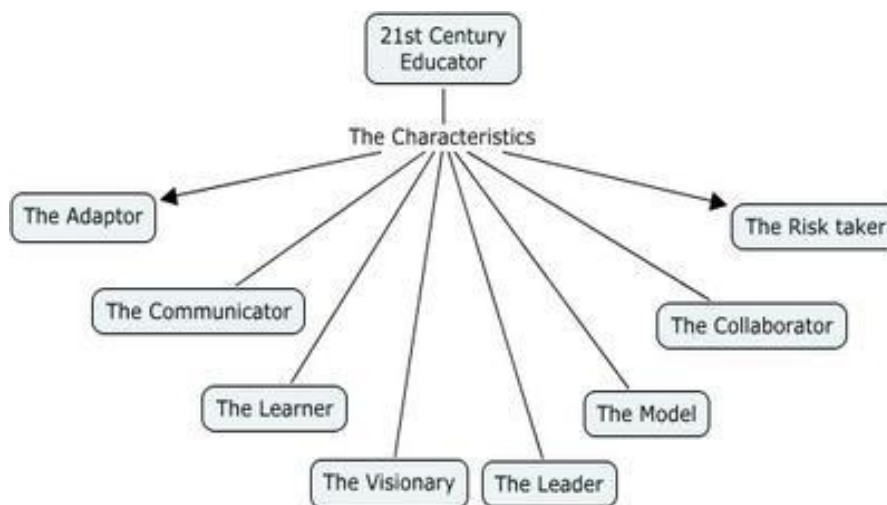 21st Century
Educator
The Characteristics
The Adaptor
The Risk taker
The Communicator
The Collaborator
The Learner
The Model
The Visionary
The Leader